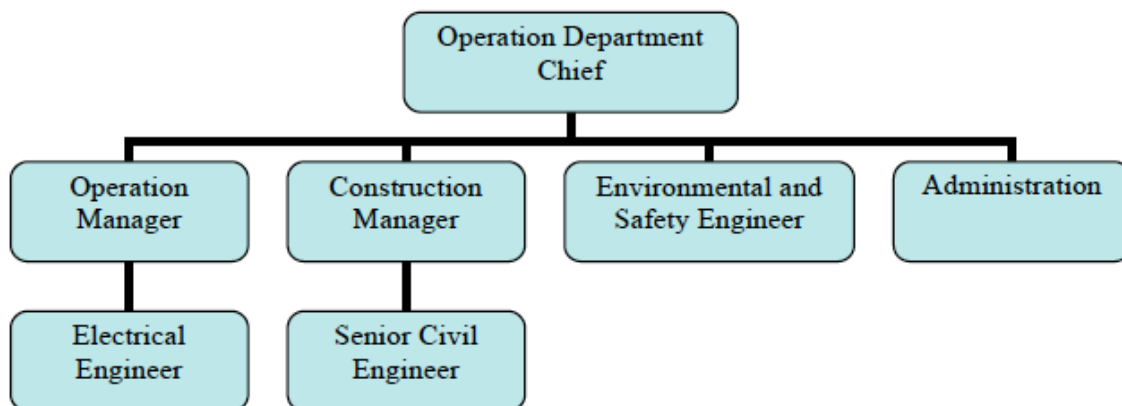 Operation Department
Chief
Operation
Manager
Construction
Manager
Environmental and
Safety Engineer
Administration
Electrical
Engineer
Senior Civil
Engineer